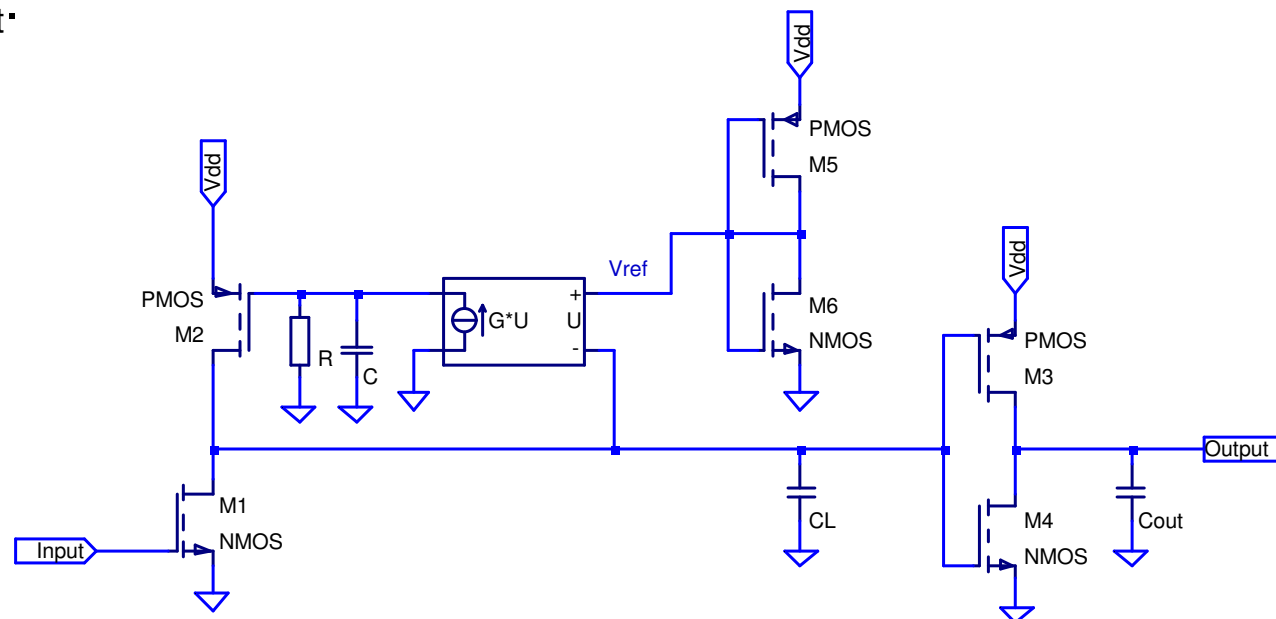 Vdd
PMOS
M5
Vdd
Vref
M6
NMOS
PMOS
M2
R
C
G*U
+
U
-
Vdd
PMOS
M3
Output
M1
NMOS
Input
CL
M4
NMOS
Cout